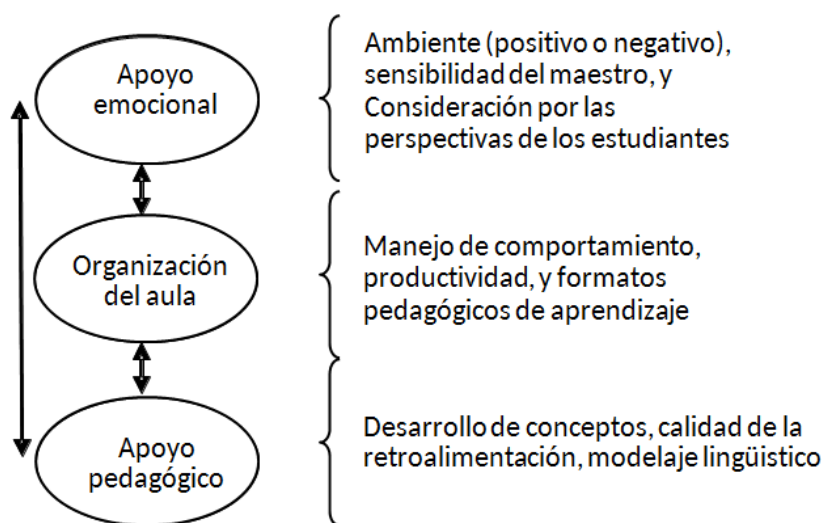 Apoyo
emocional
Ambiente (positivo o negativo),
sensibilidad del maestro, y
Consideración por las
perspectivas de los estudiantes
Organización
del aula
Manejo de comportamiento,
productividad, y formatos
pedagógicos de aprendizaje
Apoyo
pedagógico
Desarrollo de conceptos, calidad de la
retroalimentación, modelaje lingüistico